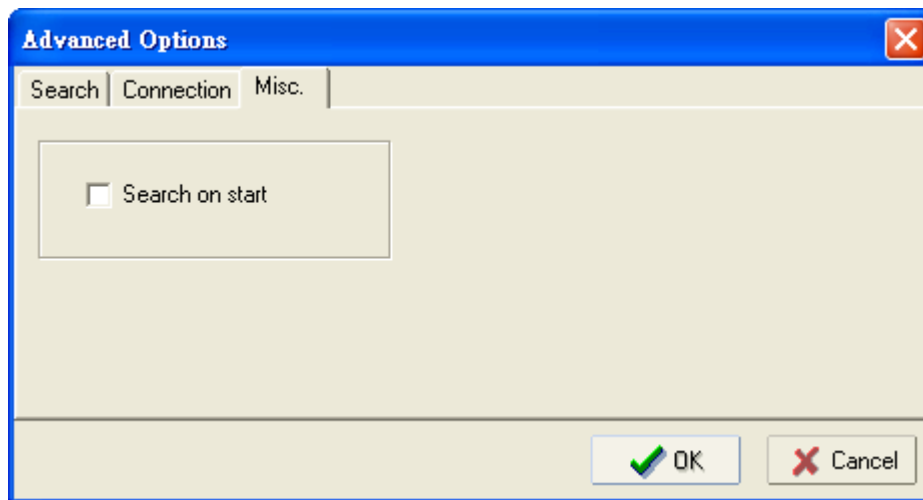 Advanced Options
Search Connection Misc.
Search on start
OK Cancel